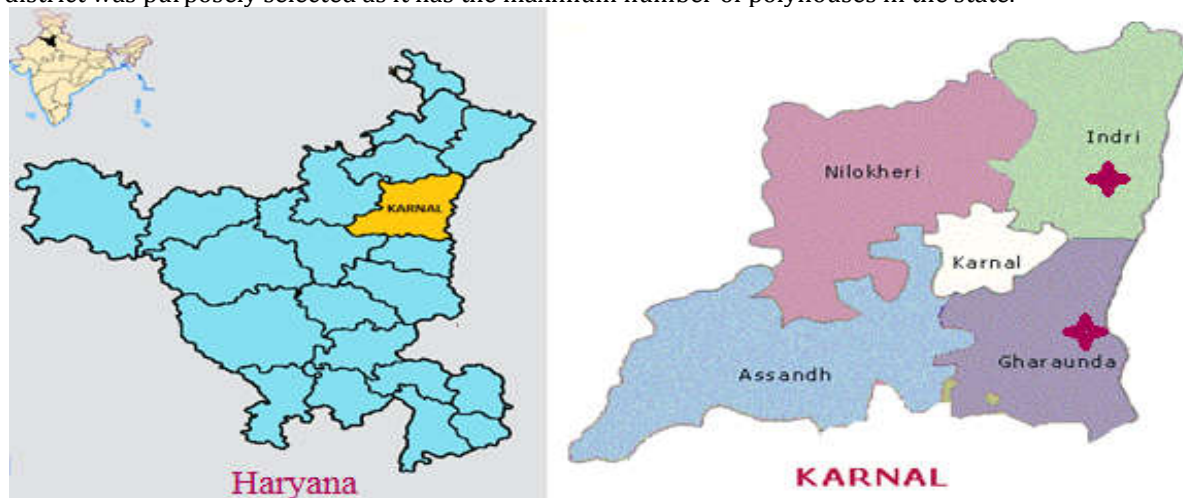 district was purposely selected as it has the maximum number of polyhouses in the state.
KARNAL
Haryana
Indri
Nilokheri
Karnal
Gharaunda
Assandh
KARNAL